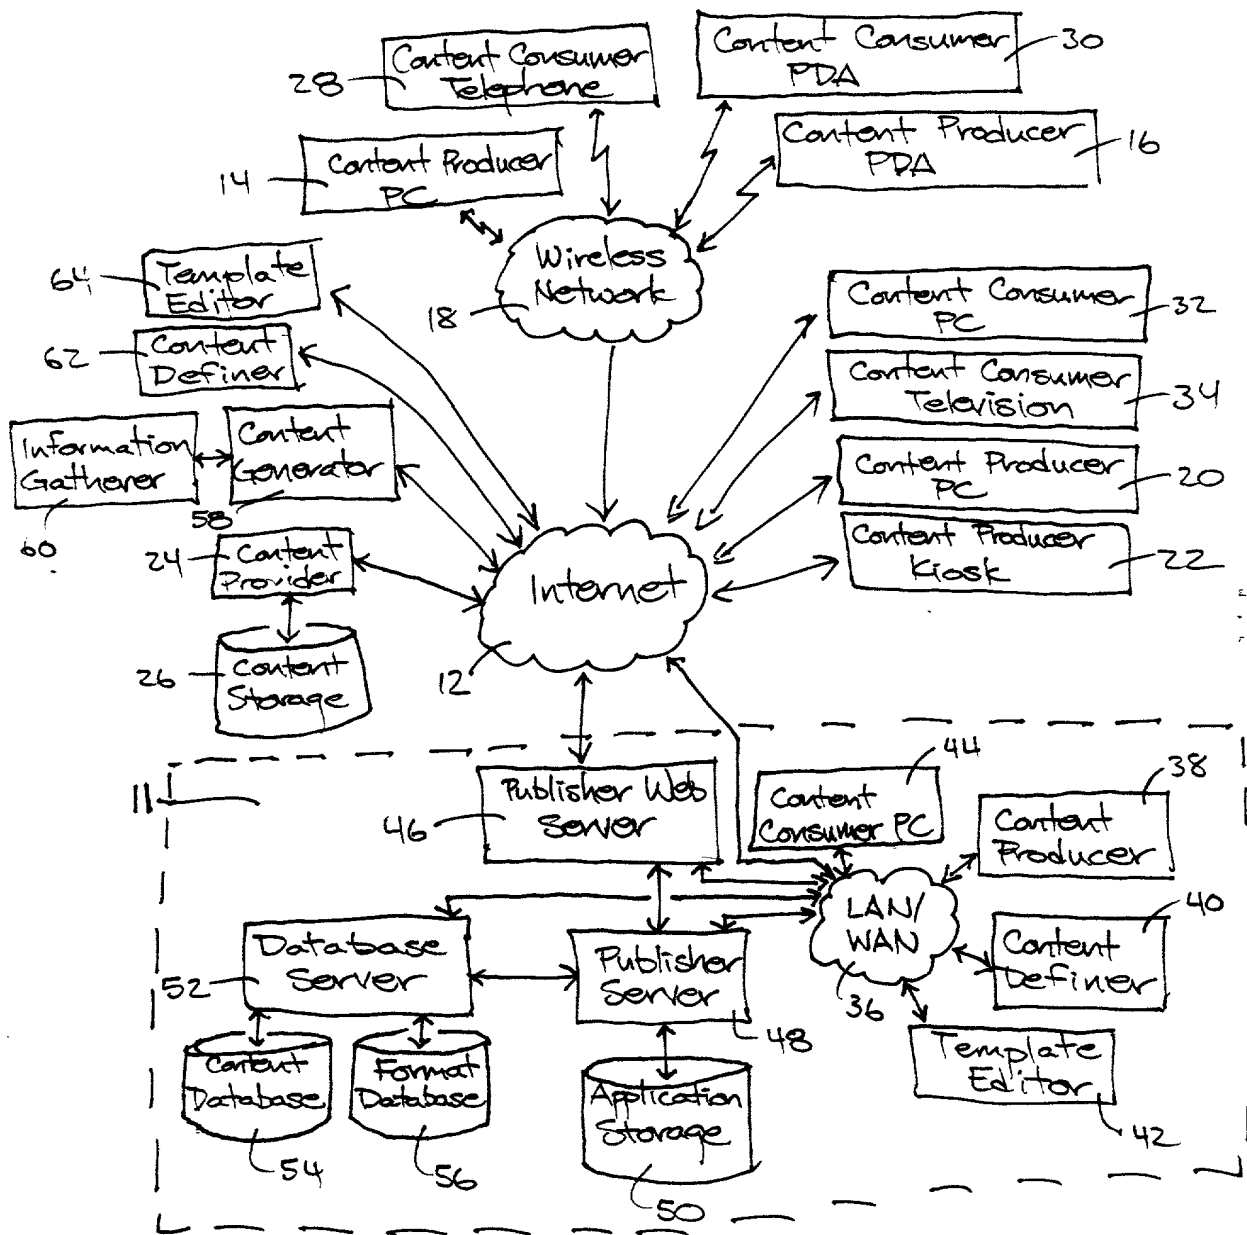 Content Consumer
Telephone
28
Content Consumer
PDA
30
Content Producer
PC
14
Content Producer
PDA
16
Wireless
Network
18
64
Template
Editor
62
Content
Definer
Information
Gatherer
60
Content
Generator
58
24
Content
Provider
26
Content
Storage
Content Consumer
PC
32
Content Consumer
Television
34
Content Producer
PC
20
Content Producer
Kiosk
22
Internet
12
11
Publisher Web
Server
46
44
Content
Consumer PC
38
Content
Producer
LAN/
WAN
36
40
Content
Definer
Template
Editor
42
Database
Server
52
Publisher
Server
48
Content
Database
54
Format
Database
56
Application
Storage
50